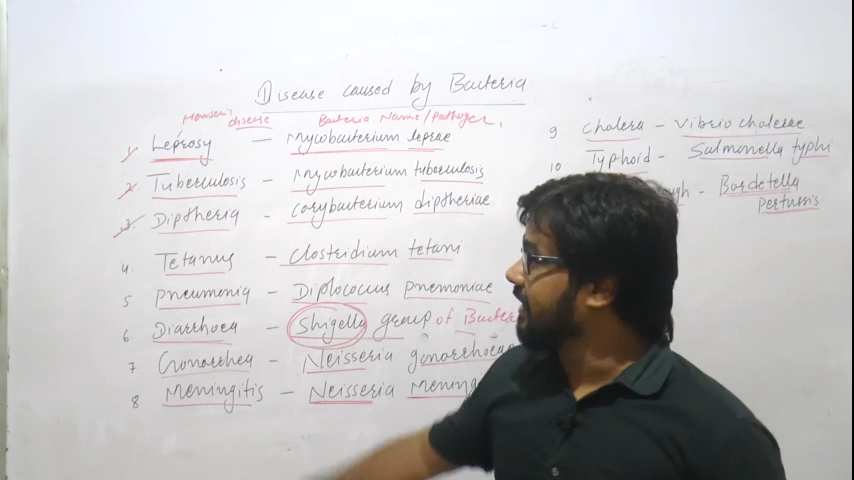 Disease caused by Bacteria
disease Bacteria Name/Pathogen
1 Leprosy - Mycobacterium leprae
2. Tuberculosis - Mycobacterium tuberculosis
3. Diptheria - Corybacterium diptheriae
4. Tetanus - Clostridium tetani
5 Pneumonia - Diplococcus pnemoniae
6 Diarrhoea - Shigella group of Bacter
7 Gonorrhea - Neisseria gonorrhoeae
8 Meningitis - Neisseria Mening
9. Cholera - Vibrio cholerae
10 Typhoid - Salmonella typhi
ugh - Bordetella
pertussis